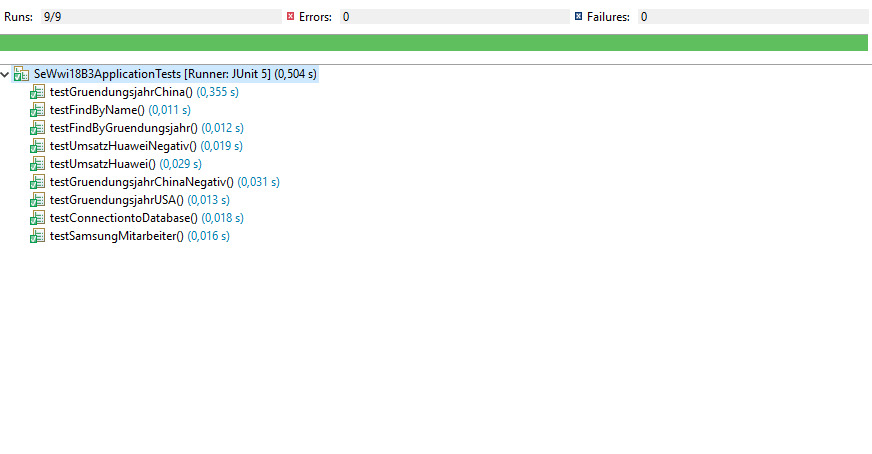 Runs: 9/9 Errors: 0 Failures: 0
SeWwi18B3ApplicationTests [Runner: JUnit 5] (0,504 s)
testGruendungsjahrChina() (0,355 s)
testFindByName() (0,011 s)
testFindByGruendungsjahr() (0,012 s)
testUmsatzHuaweiNegativ() (0,019 s)
testUmsatzHuawei() (0,029 s)
testGruendungsjahrChinaNegativ() (0,031 s)
testGruendungsjahrUSA() (0,013 s)
testConnectiontoDatabase() (0,018 s)
testSamsungMitarbeiter() (0,016 s)